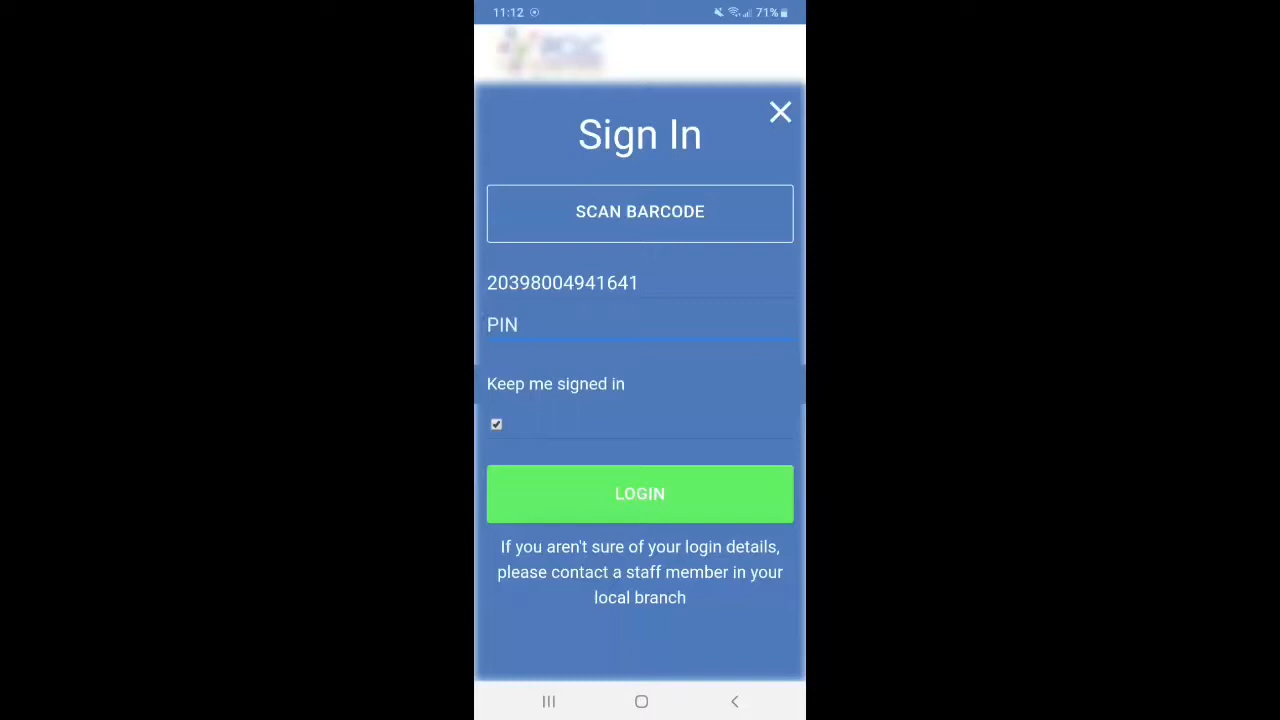 11:12
71%
Sign In
SCAN BARCODE
20398004941641
PIN
Keep me signed in
LOGIN
If you aren't sure of your login details,
please contact a staff member in your
local branch